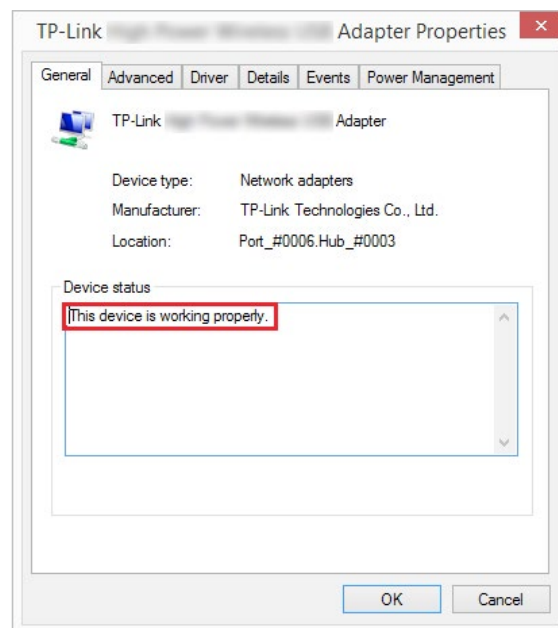 TP-Link Adapter Properties
General Advanced Driver Details Events Power Management
TP-Link Adapter
Device type: Network adapters
Manufacturer: TP-Link Technologies Co., Ltd.
Location: Port_#0006.Hub_#0003
Device status
This device is working properly.
OK Cancel